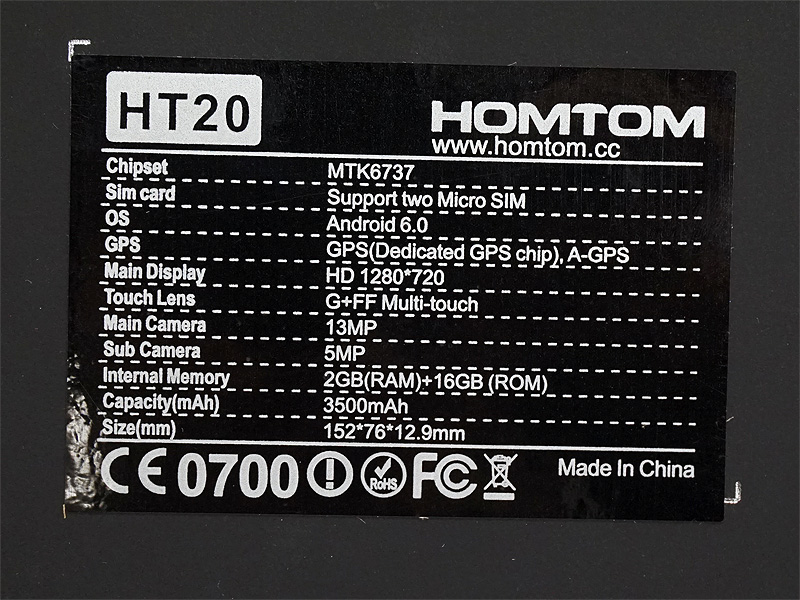 HT20 HOMTOM
www.homtom.cc
Chipset MTK6737
Sim card Support two Micro SIM
OS Android 6.0
GPS GPS(Dedicated GPS chip), A-GPS
Main Display HD 1280*720
Touch Lens G+FF Multi-touch
Main Camera 13MP
Sub Camera 5MP
Internal Memory 2GB(RAM)+16GB (ROM)
Capacity(mAh) 3500mAh
Size(mm) 152*76*12.9mm
CE 0700 RoHS FC Made In China